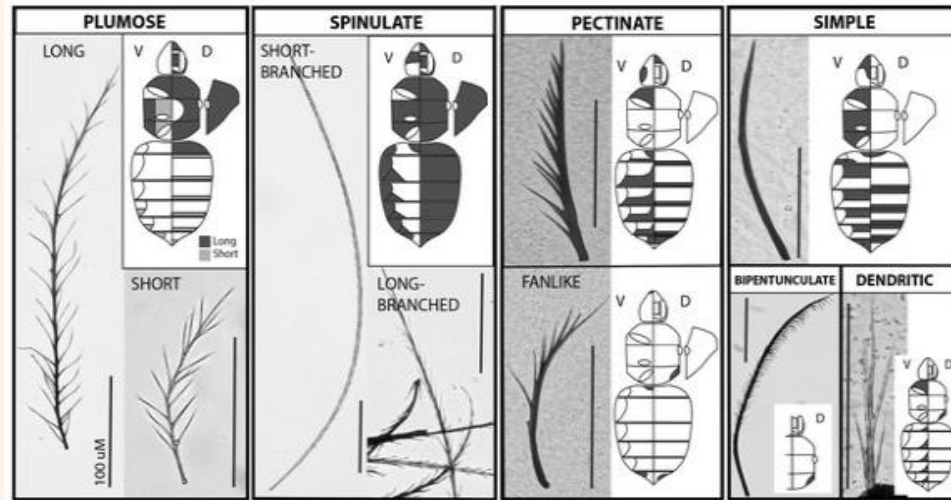 PLUMOSE
LONG
V D
Long
Short
SHORT
100 uM
SPINULATE
SHORT-
BRANCHED
V D
LONG-
BRANCHED
PECTINATE
V D
FANLIKE
V D
SIMPLE
V D
BIPENTUNCULATE
D
DENDRITIC
V D